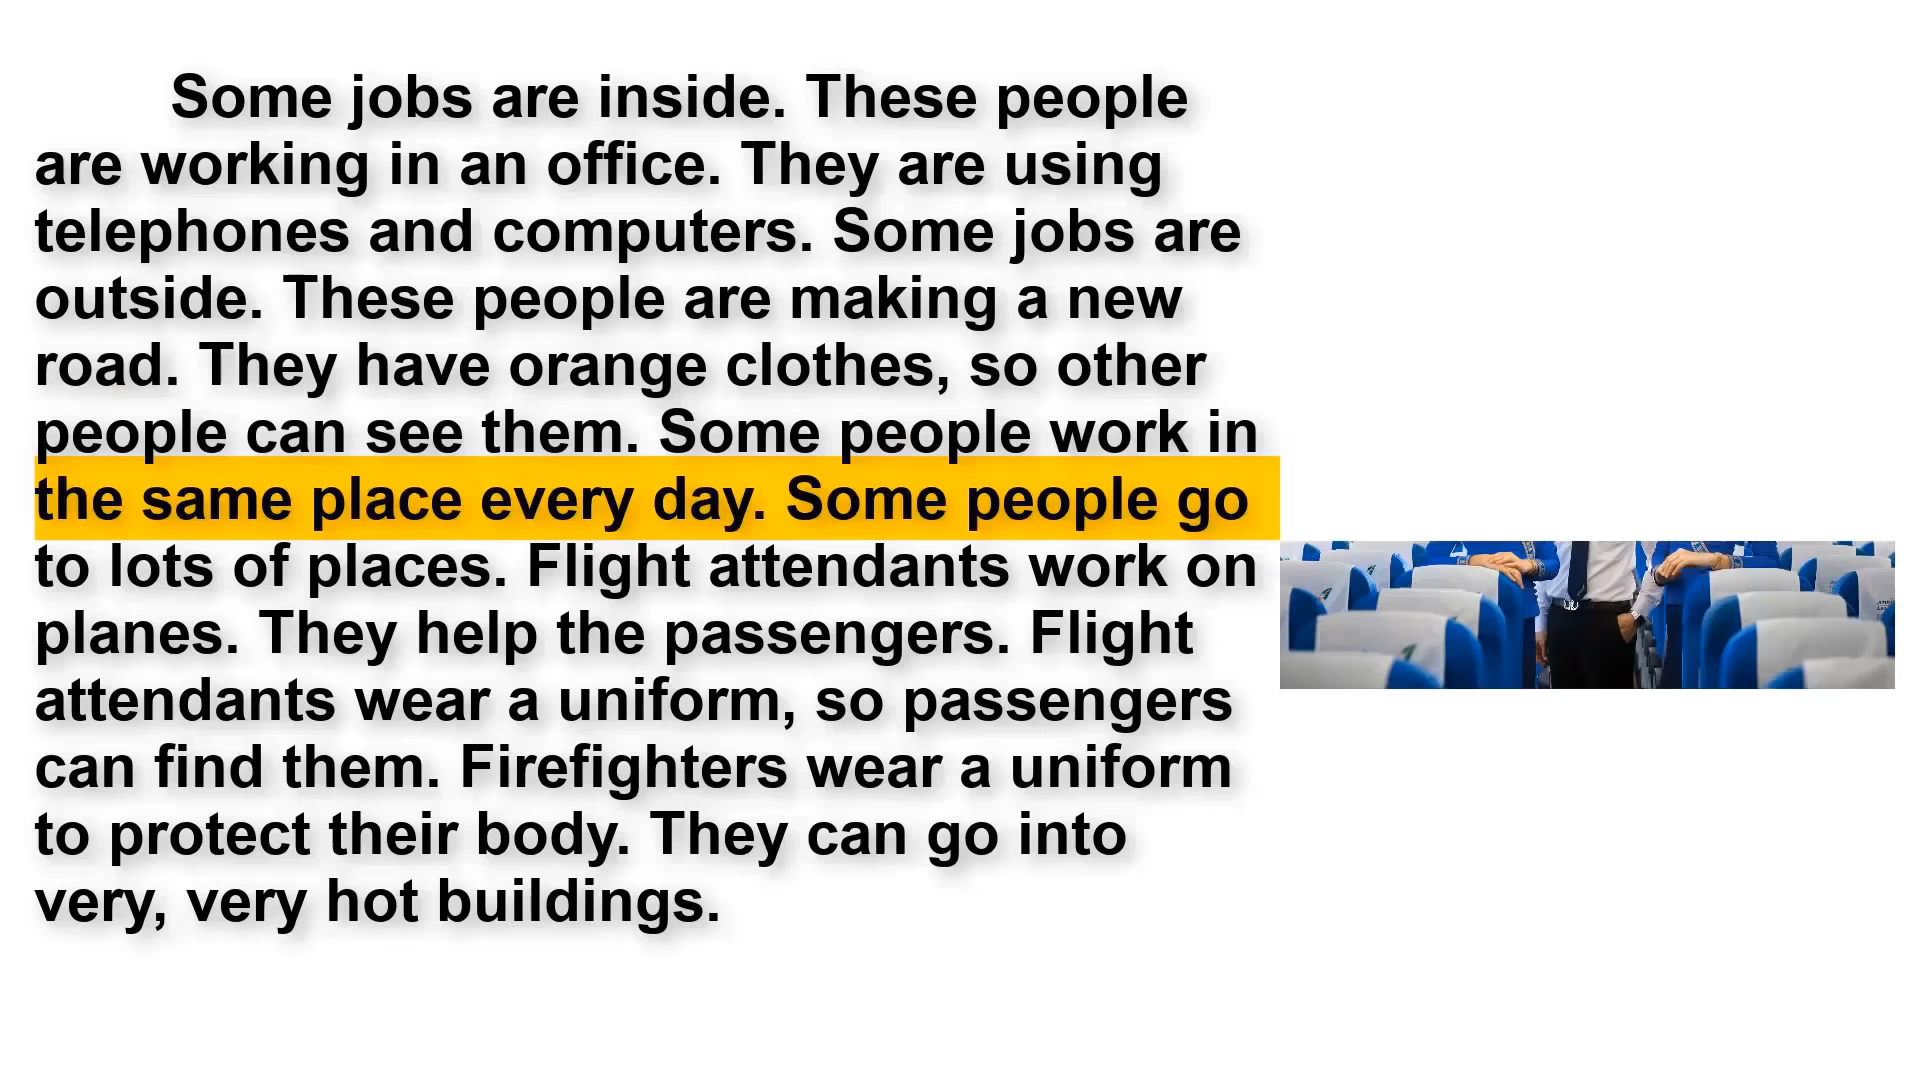 Some jobs are inside. These people
are working in an office. They are using
telephones and computers. Some jobs are
outside. These people are making a new
road. They have orange clothes, so other
people can see them. Some people work in
the same place every day. Some people go
to lots of places. Flight attendants work on
planes. They help the passengers. Flight
attendants wear a uniform, so passengers
can find them. Firefighters wear a uniform
to protect their body. They can go into
very, very hot buildings.